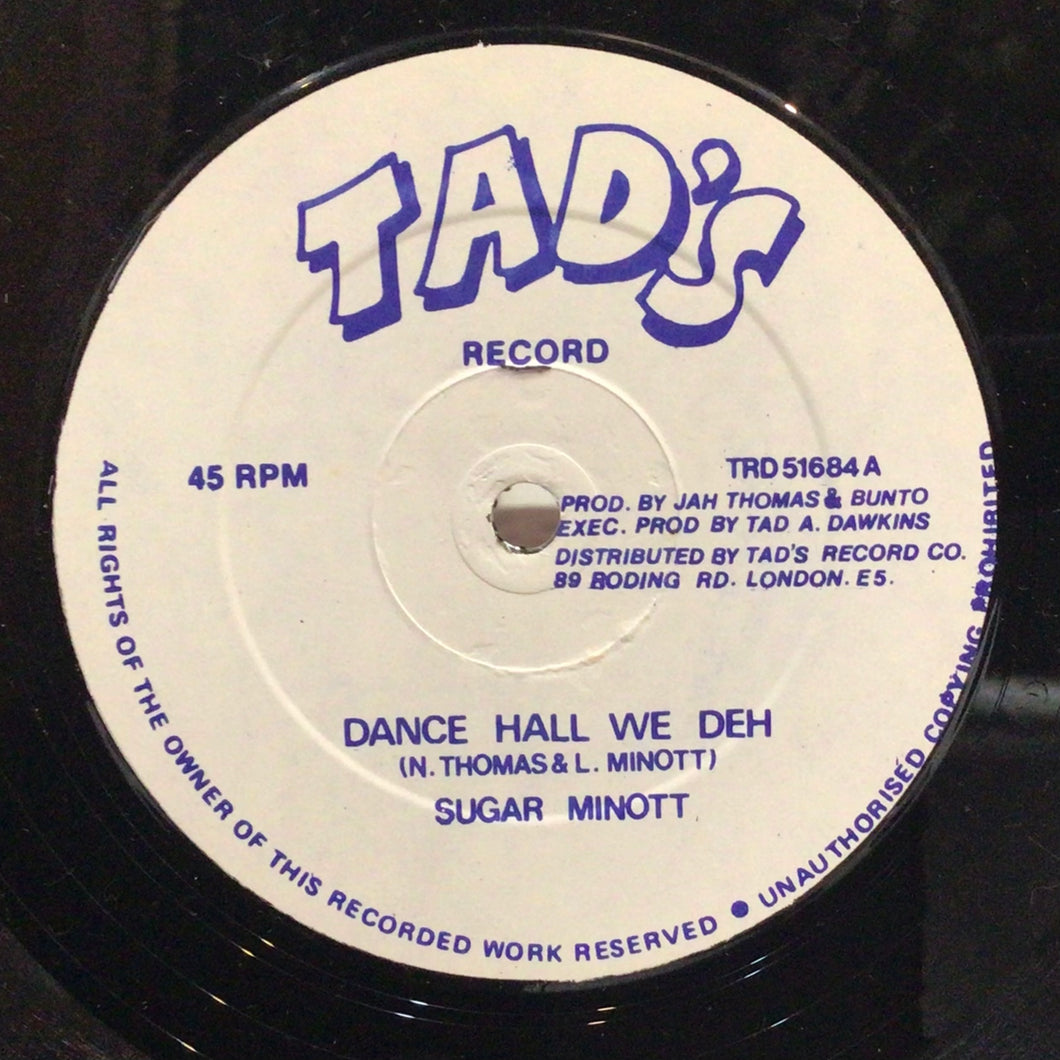 TAD's
RECORD
45 RPM
TRD 51684 A
PROD. BY JAH THOMAS & BUNTO
EXEC. PROD BY TAD A. DAWKINS
DISTRIBUTED BY TAD'S RECORD CO.
89 RODING RD. LONDON. E5.
DANCE HALL WE DEH
(N. THOMAS & L. MINOTT)
SUGAR MINOTT
ALL RIGHTS OF THE OWNER OF THIS RECORDED WORK RESERVED ● UNAUTHORISED COPYING PROHIBITED